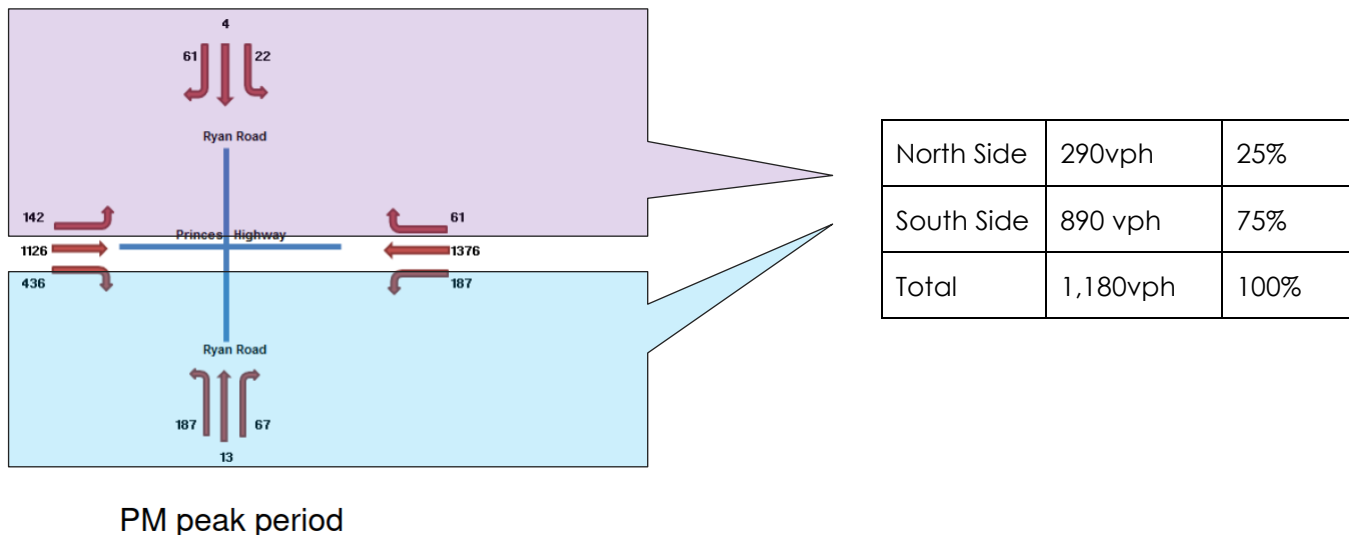 4
61 22
Ryan Road
142 61
Princes Highway
1126 1376
436 187
Ryan Road
187 67
13
PM peak period
North Side 290vph 25%
South Side 890 vph 75%
Total 1,180vph 100%